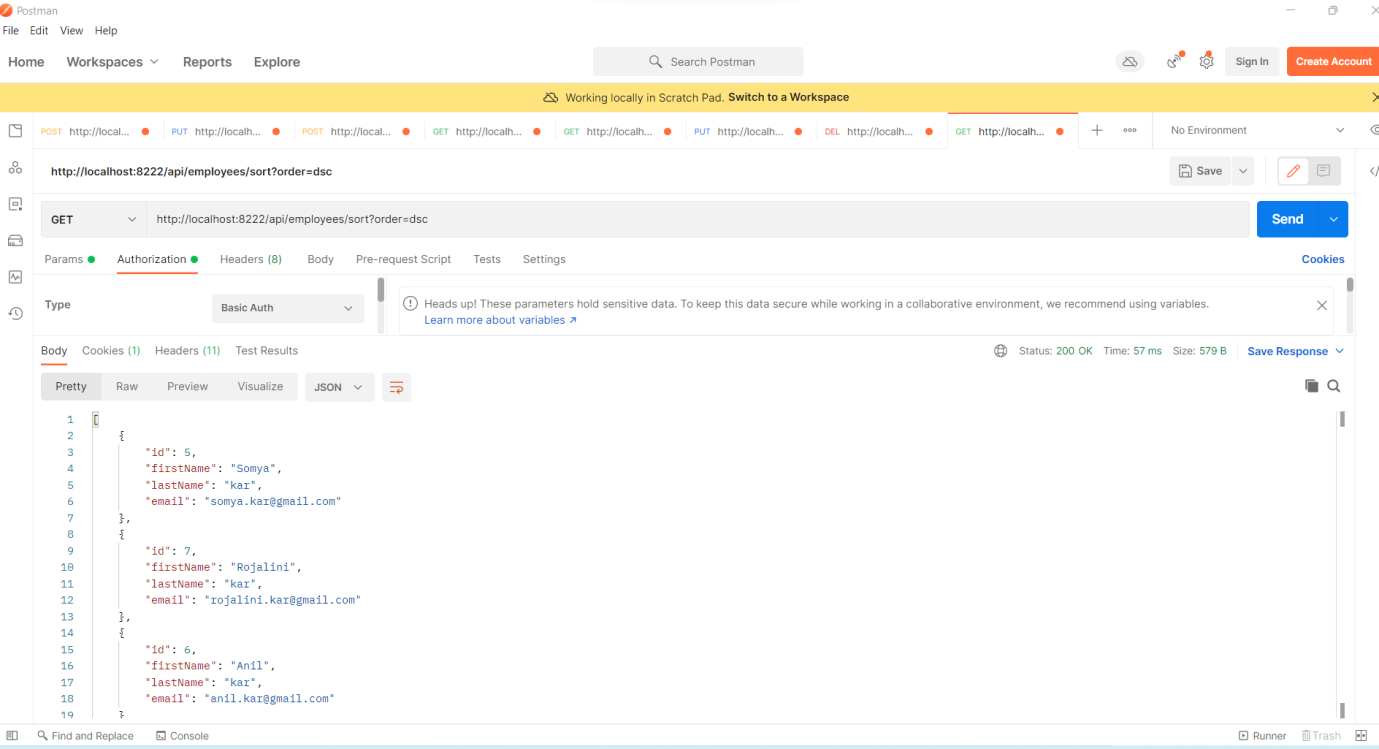 Postman
File Edit View Help
Home Workspaces Reports Explore Search Postman Sign In Create Account
Working locally in Scratch Pad. Switch to a Workspace
POST http://local... PUT http://localh... POST http://local... GET http://localh... GET http://localh... PUT http://localh... DEL http://localh... GET http://localh... No Environment
http://localhost:8222/api/employees/sort?order=dsc Save
GET http://localhost:8222/api/employees/sort?order=dsc Send
Params Authorization Headers (8) Body Pre-request Script Tests Settings Cookies
Type Basic Auth Heads up! These parameters hold sensitive data. To keep this data secure while working in a collaborative environment, we recommend using variables.
Learn more about variables ↗
Body Cookies (1) Headers (11) Test Results Status: 200 OK Time: 57 ms Size: 579 B Save Response
Pretty Raw Preview Visualize JSON
1 [
2 {
3 "id": 5,
4 "firstName": "Somya",
5 "lastName": "kar",
6 "email": "somya.kar@gmail.com"
7 },
8 {
9 "id": 7,
10 "firstName": "Rojalini",
11 "lastName": "kar",
12 "email": "rojalini.kar@gmail.com"
13 },
14 {
15 "id": 6,
16 "firstName": "Anil",
17 "lastName": "kar",
18 "email": "anil.kar@gmail.com"
19 }
Find and Replace Console Runner Trash